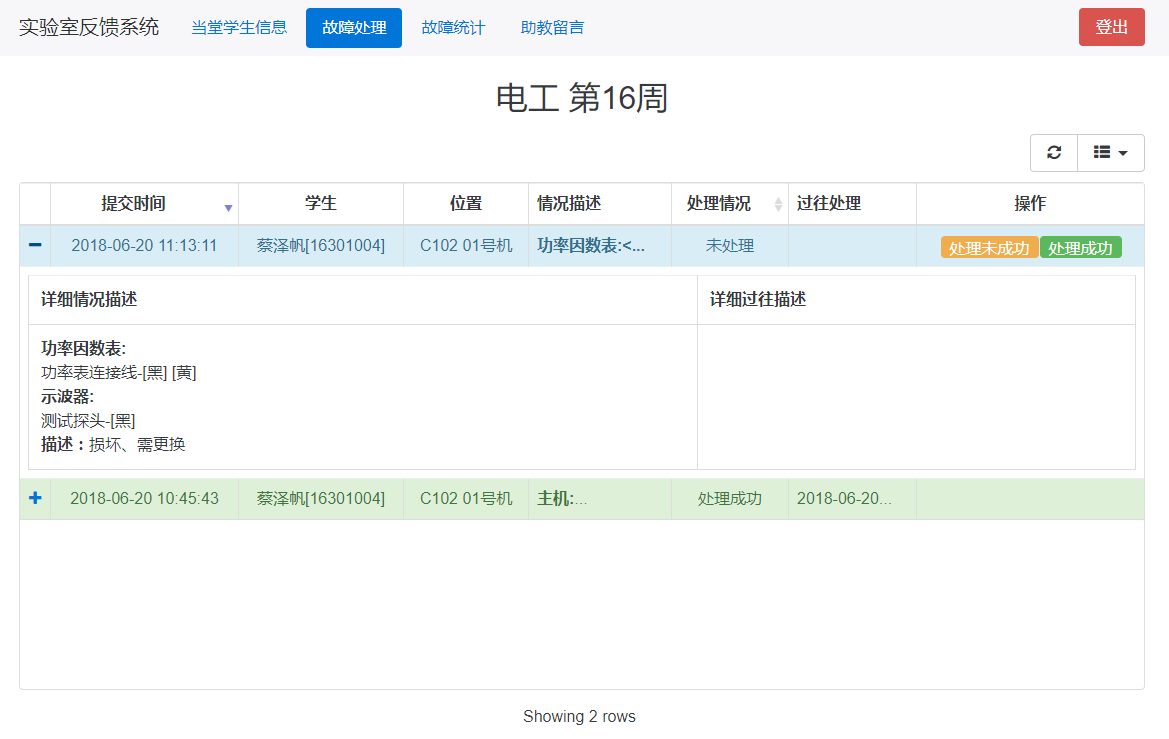 实验室反馈系统 当堂学生信息 故障处理 故障统计 助教留言 登出
电工 第16周
提交时间 学生 位置 情况描述 处理情况 过往处理 操作
2018-06-20 11:13:11 蔡泽帆[16301004] C102 01号机 功率因数表:<... 未处理 处理未成功 处理成功
详细情况描述 详细过往描述
功率因数表:
功率表连接线-[黑] [黄]
示波器:
测试探头-[黑]
描述：损坏、需更换
2018-06-20 10:45:43 蔡泽帆[16301004] C102 01号机 主机:... 处理成功 2018-06-20...
Showing 2 rows